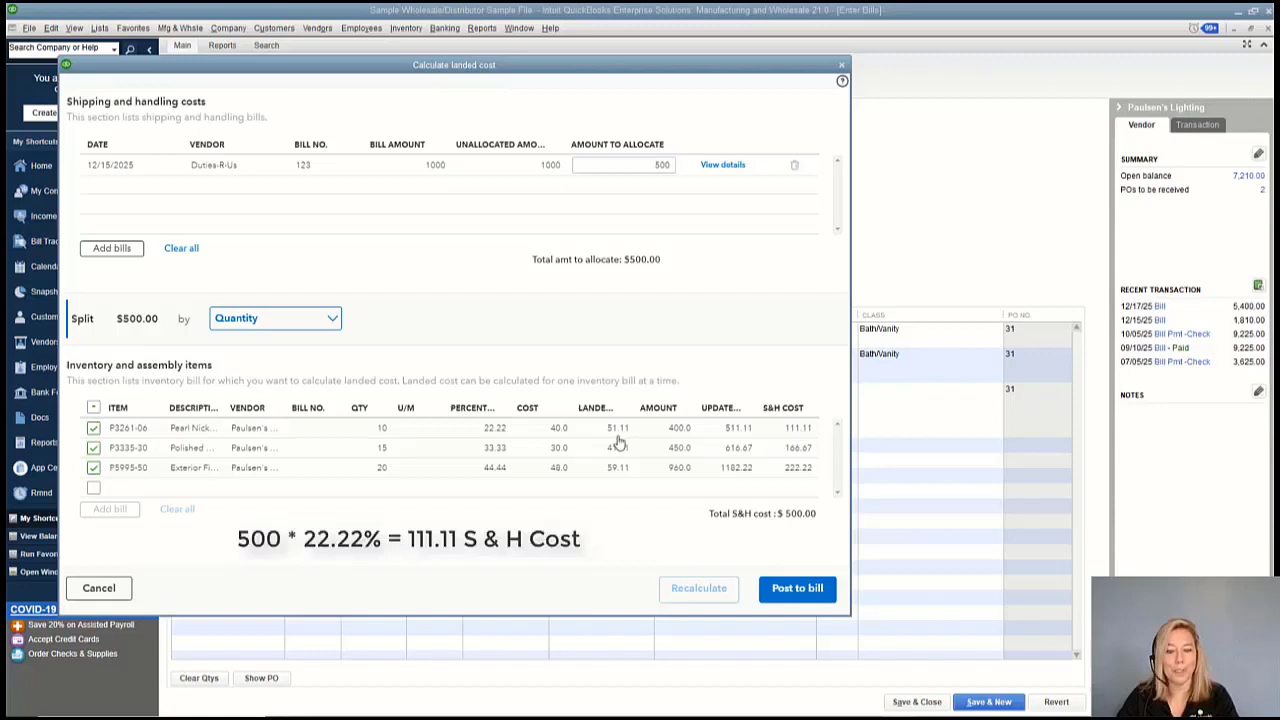 Sample Wholesale/Distributor Sample File. - Intuit QuickBooks Enterprise Solutions: Manufacturing and Wholesale 21.0 - [Enter Bills]
File Edit View Lists Favorites Mfg & Whsle Company Customers Vendors Employees Inventory Banking Reports Window Help
99+
Search Company or Help
Main Reports Search
You a
Create
My Shortcuts
Home
My Com
Income
Bill Trac
Calenda
Snapsh
Custom
Vendors
Employ
Bank Fe
Docs
Reports
App Ce
Rmnd
My Shortcu
View Balan
Run Favori
Open Wind
COVID-19
Save 20% on Assisted Payroll
Accept Credit Cards
Order Checks & Supplies
Calculate landed cost
Shipping and handling costs
This section lists shipping and handling bills.
DATE VENDOR BILL NO. BILL AMOUNT UNALLOCATED AMO... AMOUNT TO ALLOCATE
12/15/2025 Duties-R-Us 123 1000 1000 500 View details
Add bills Clear all
Total amt to allocate: $500.00
Split $500.00 by Quantity
Inventory and assembly items
This section lists inventory bill for which you want to calculate landed cost. Landed cost can be calculated for one inventory bill at a time.
ITEM DESCRIPTI... VENDOR BILL NO. QTY U/M PERCENT... COST LANDE... AMOUNT UPDATE... S&H COST
P3261-06 Pearl Nick... Paulsen's ... 10 22.22 40.0 51.11 400.0 511.11 111.11
P3335-30 Polished ... Paulsen's ... 15 33.33 30.0 450.0 616.67 166.67
P5995-50 Exterior Fi... Paulsen's ... 20 44.44 48.0 59.11 960.0 1182.22 222.22
Add bill Clear all
Total S&H cost : $ 500.00
500 * 22.22% = 111.11 S & H Cost
Cancel Recalculate Post to bill
CLASS PO NO.
Bath/Vanity 31
Bath/Vanity 31
31
Clear Qtys Show PO
Save & Close Save & New Revert
Paulsen's Lighting
Vendor Transaction
SUMMARY
Open balance 7,210.00
POs to be received 2
RECENT TRANSACTION
12/17/25 Bill 5,400.00
12/15/25 Bill 1,810.00
10/05/25 Bill Pmt -Check 9,225.00
09/10/25 Bill - Paid 9,225.00
07/05/25 Bill Pmt -Check 3,625.00
NOTES